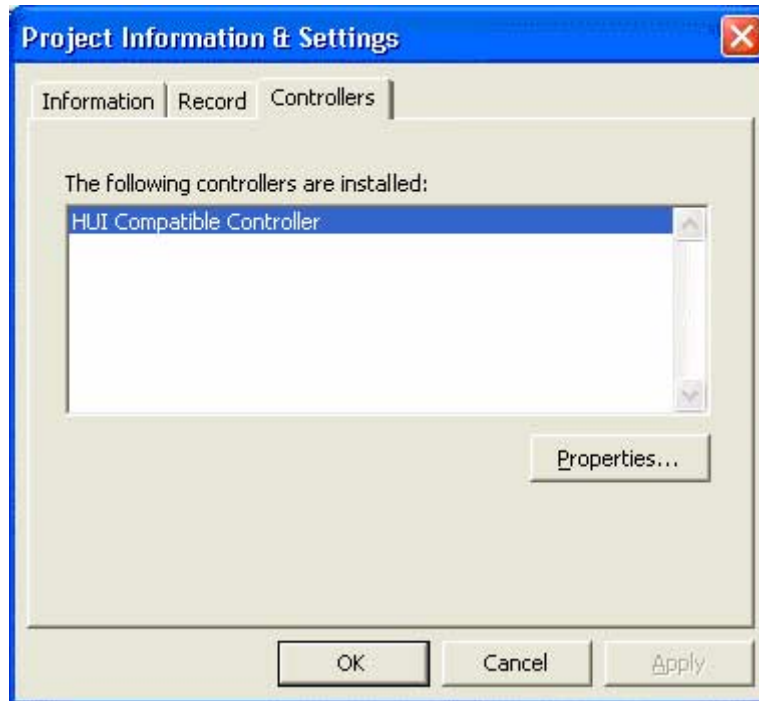 Project Information & Settings
Information Record Controllers
The following controllers are installed:
HUI Compatible Controller
Properties...
OK Cancel Apply